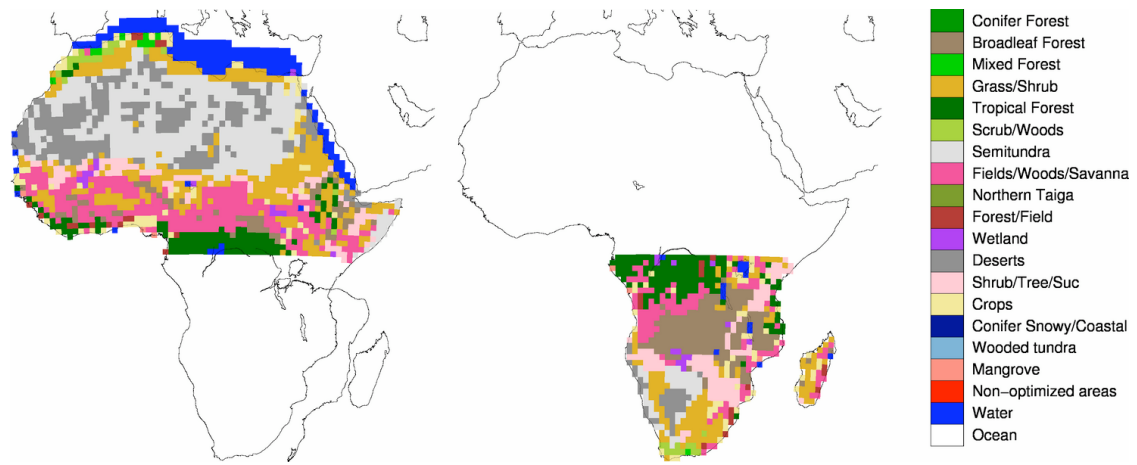 Conifer Forest
Broadleaf Forest
Mixed Forest
Grass/Shrub
Tropical Forest
Scrub/Woods
Semitundra
Fields/Woods/Savanna
Northern Taiga
Forest/Field
Wetland
Deserts
Shrub/Tree/Suc
Crops
Conifer Snowy/Coastal
Wooded tundra
Mangrove
Non−optimized areas
Water
Ocean